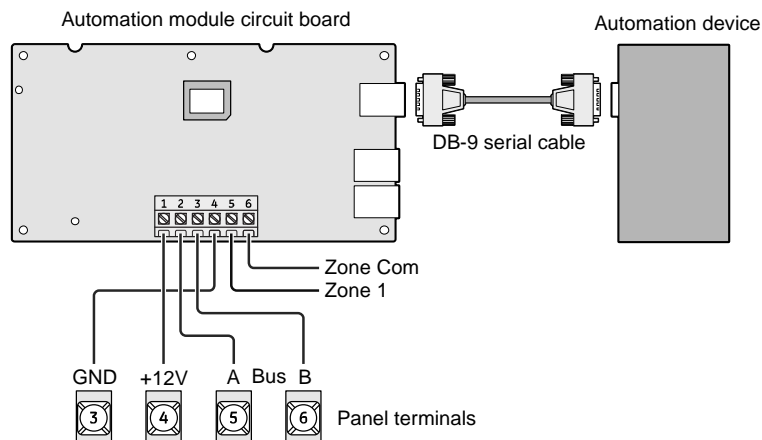 Automation module circuit board
Automation device
DB-9 serial cable
1 2 3 4 5 6
Zone Com
Zone 1
GND +12V A Bus B
3 4 5 6 Panel terminals